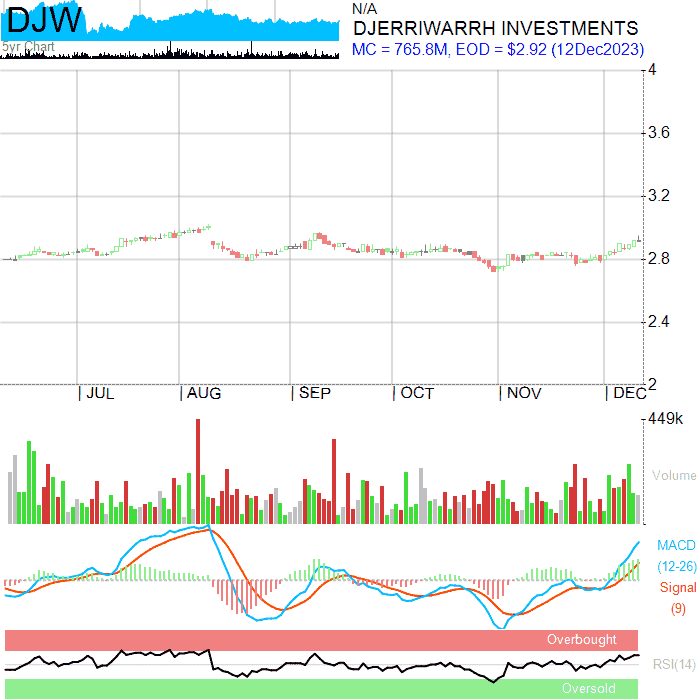 DJW
5yr Chart
N/A
DJERRIWARRH INVESTMENTS
MC = 765.8M, EOD = $2.92 (12Dec2023)
4
3.6
3.2
2.8
2.4
2
JUL
AUG
SEP
OCT
NOV
DEC
449k
Volume
MACD
(12-26)
Signal
(9)
Overbought
RSI(14)
Oversold